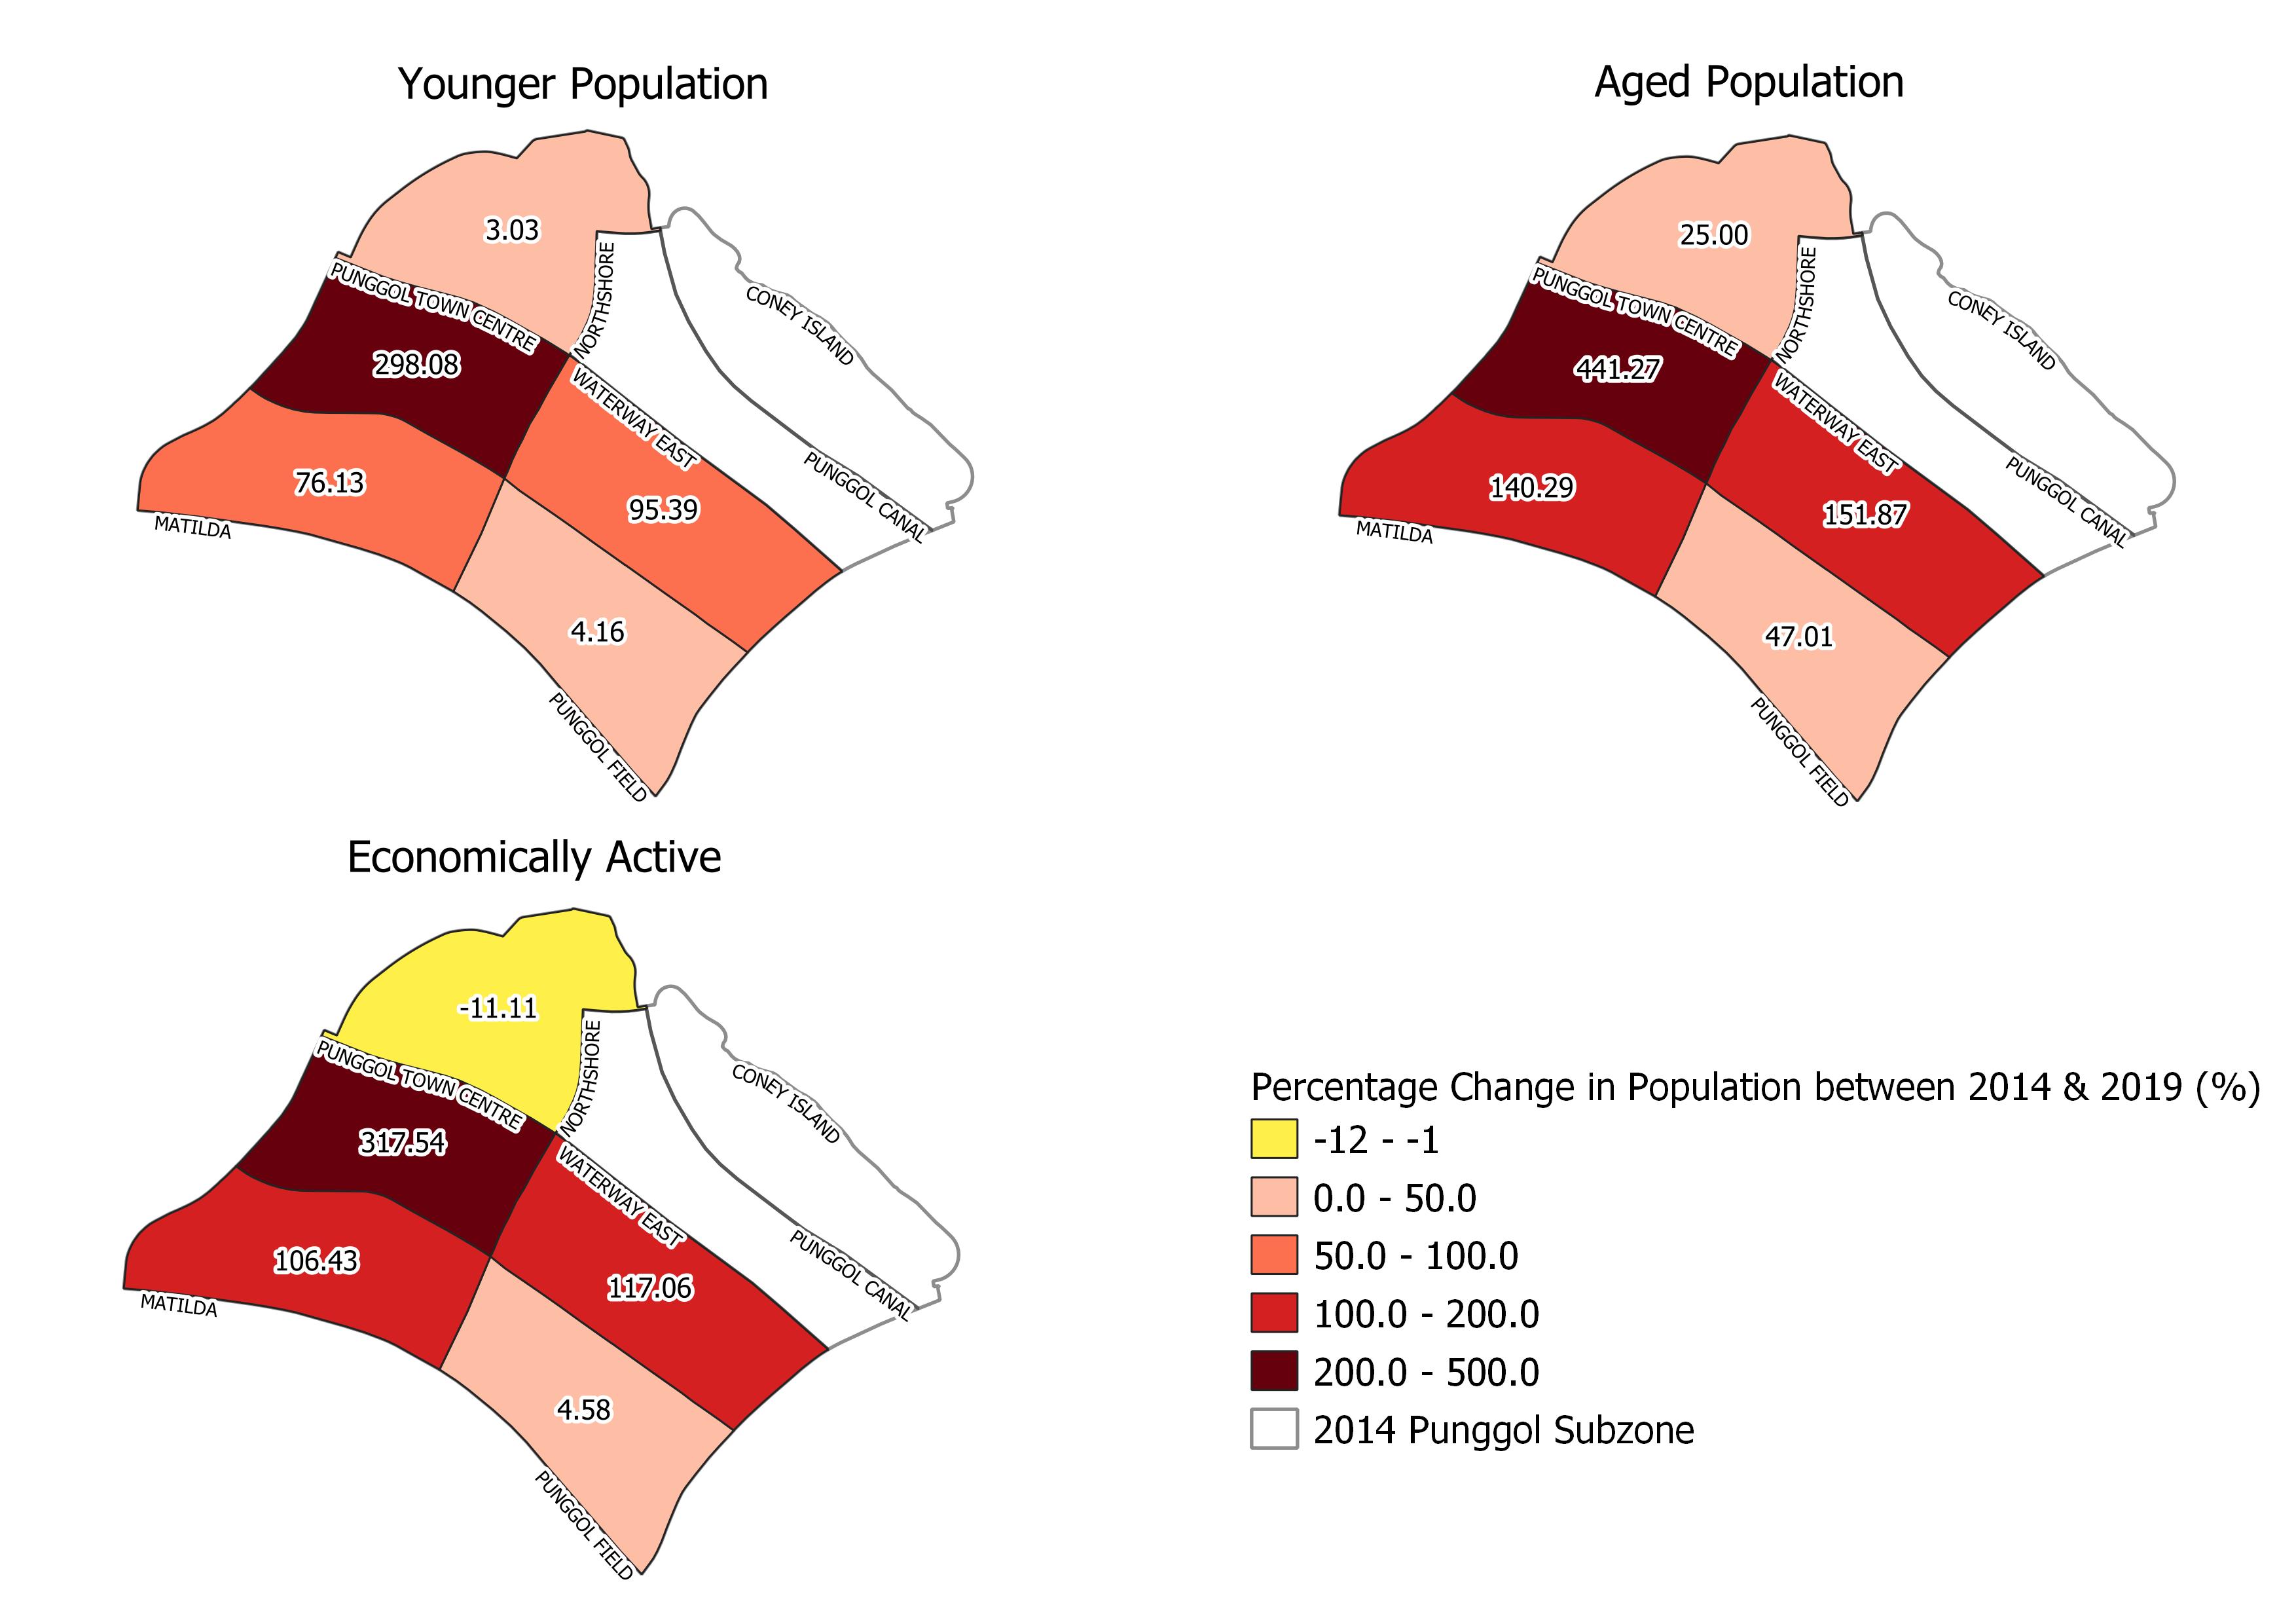 Younger Population
3.03
PUNGGOL TOWN CENTRE
NORTHSHORE
CONEY ISLAND
298.08
WATERWAY EAST
76.13
95.39
PUNGGOL CANAL
MATILDA
4.16
PUNGGOL FIELD
Aged Population
25.00
PUNGGOL TOWN CENTRE
NORTHSHORE
CONEY ISLAND
441.27
WATERWAY EAST
140.29
151.87
PUNGGOL CANAL
MATILDA
47.01
PUNGGOL FIELD
Economically Active
-11.11
PUNGGOL TOWN CENTRE
NORTHSHORE
CONEY ISLAND
317.54
WATERWAY EAST
106.43
117.06
PUNGGOL CANAL
MATILDA
4.58
PUNGGOL FIELD
Percentage Change in Population between 2014 & 2019 (%)
-12 - -1
0.0 - 50.0
50.0 - 100.0
100.0 - 200.0
200.0 - 500.0
2014 Punggol Subzone